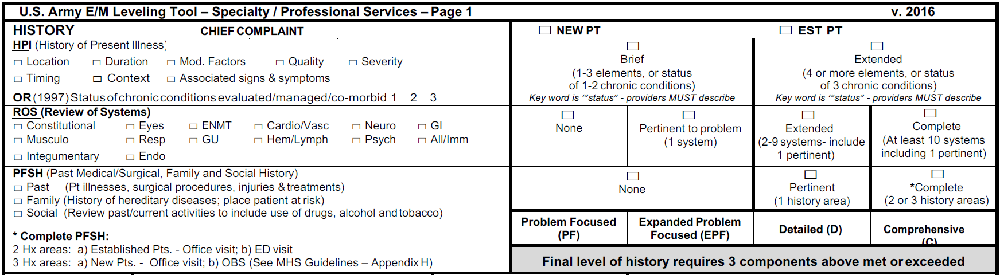 U.S. Army E/M Leveling Tool – Specialty / Professional Services – Page 1 v. 2016
HISTORY CHIEF COMPLAINT
☐ NEW PT ☐ EST PT
HPI (History of Present Illness)
☐ Location ☐ Duration ☐ Mod. Factors ☐ Quality ☐ Severity
☐ Timing ☐ Context ☐ Associated signs & symptoms
OR (1997) Status of chronic conditions evaluated/managed/co-morbid 1 2 3
☐
Brief
(1-3 elements, or status
of 1-2 chronic conditions)
Key word is ‘”status” - providers MUST describe
☐
Extended
(4 or more elements, or status
of 3 chronic conditions)
Key word is ‘”status” - providers MUST describe
ROS (Review of Systems)
☐ Constitutional ☐ Eyes ☐ ENMT ☐ Cardio/Vasc ☐ Neuro ☐ GI
☐ Musculo ☐ Resp ☐ GU ☐ Hem/Lymph ☐ Psych ☐ All/Imm
☐ Integumentary ☐ Endo
☐
None
☐
Pertinent to problem
(1 system)
☐
Extended
(2-9 systems- include
1 pertinent)
☐
Complete
(At least 10 systems
including 1 pertinent)
PFSH (Past Medical/Surgical, Family and Social History)
☐ Past (Pt illnesses, surgical procedures, injuries & treatments)
☐ Family (History of hereditary diseases; place patient at risk)
☐ Social (Review past/current activities to include use of drugs, alcohol and tobacco)
* Complete PFSH:
2 Hx areas: a) Established Pts. - Office visit; b) ED visit
3 Hx areas: a) New Pts. - Office visit; b) OBS (See MHS Guidelines – Appendix H)
☐
None
☐
Pertinent
(1 history area)
☐
*Complete
(2 or 3 history areas)
Problem Focused
(PF)
Expanded Problem
Focused (EPF)
Detailed (D)
Comprehensive
(C)
Final level of history requires 3 components above met or exceeded